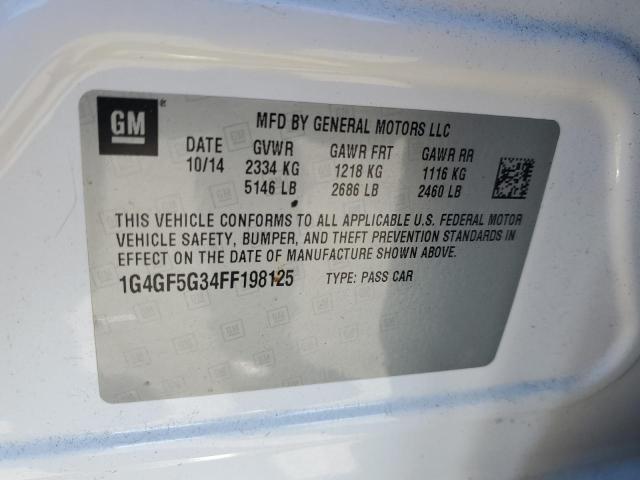 GM
MFD BY GENERAL MOTORS LLC
DATE GVWR GAWR FRT GAWR RR
10/14 2334 KG 1218 KG 1116 KG
5146 LB 2686 LB 2460 LB
THIS VEHICLE CONFORMS TO ALL APPLICABLE U.S. FEDERAL MOTOR
VEHICLE SAFETY, BUMPER, AND THEFT PREVENTION STANDARDS IN
EFFECT ON THE DATE OF MANUFACTURE SHOWN ABOVE.
1G4GF5G34FF198125 TYPE: PASS CAR